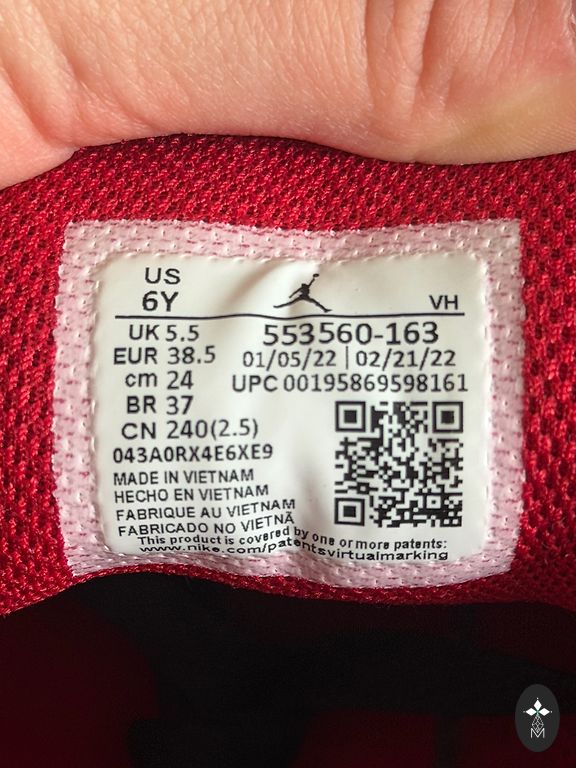 US
6Y
VH
UK 5.5
EUR 38.5
cm 24
BR 37
CN 240(2.5)
553560-163
01/05/22 | 02/21/22
UPC 00195869598161
043A0RX4E6XE9
MADE IN VIETNAM
HECHO EN VIETNAM
FABRIQUE AU VIETNAM
FABRICADO NO VIETNÃ
This product is covered by one or more patents:
www.nike.com/patentsvirtualmarking
M